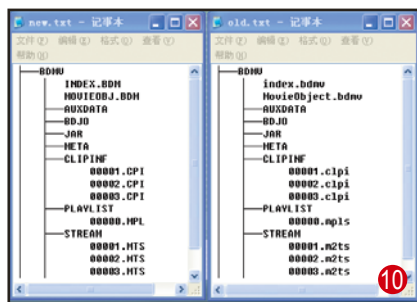 new.txt - 记事本
文件(F) 编辑(E) 格式(O) 查看(V)
帮助(H)
BDMV
INDEX.BDM
MOVIEOBJ.BDM
AUXDATA
BDJO
JAR
META
CLIPINF
00001.CPI
00002.CPI
00003.CPI
PLAYLIST
00000.MPL
STREAM
00001.MTS
00002.MTS
00003.MTS
old.txt - 记事本
文件(F) 编辑(E) 格式(O) 查看(V)
帮助(H)
BDMV
index.bdmv
MovieObject.bdmv
AUXDATA
BDJO
JAR
META
CLIPINF
00001.clpi
00002.clpi
00003.clpi
PLAYLIST
00000.mpls
STREAM
00001.m2ts
00002.m2ts
00003.m2ts
10